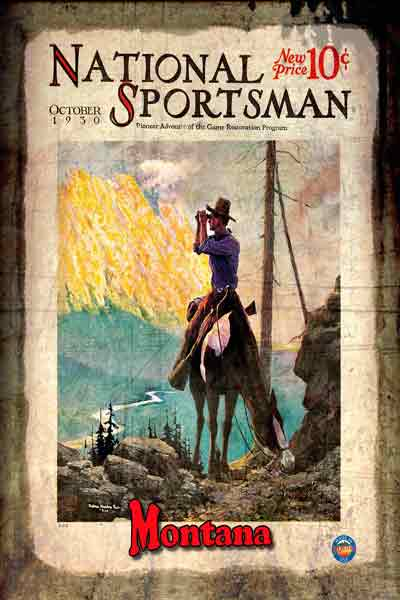 NATIONAL
SPORTSMAN
New
Price 10¢
OCTOBER
1930
Pioneer Advocate of the Game Restoration Program
Montana